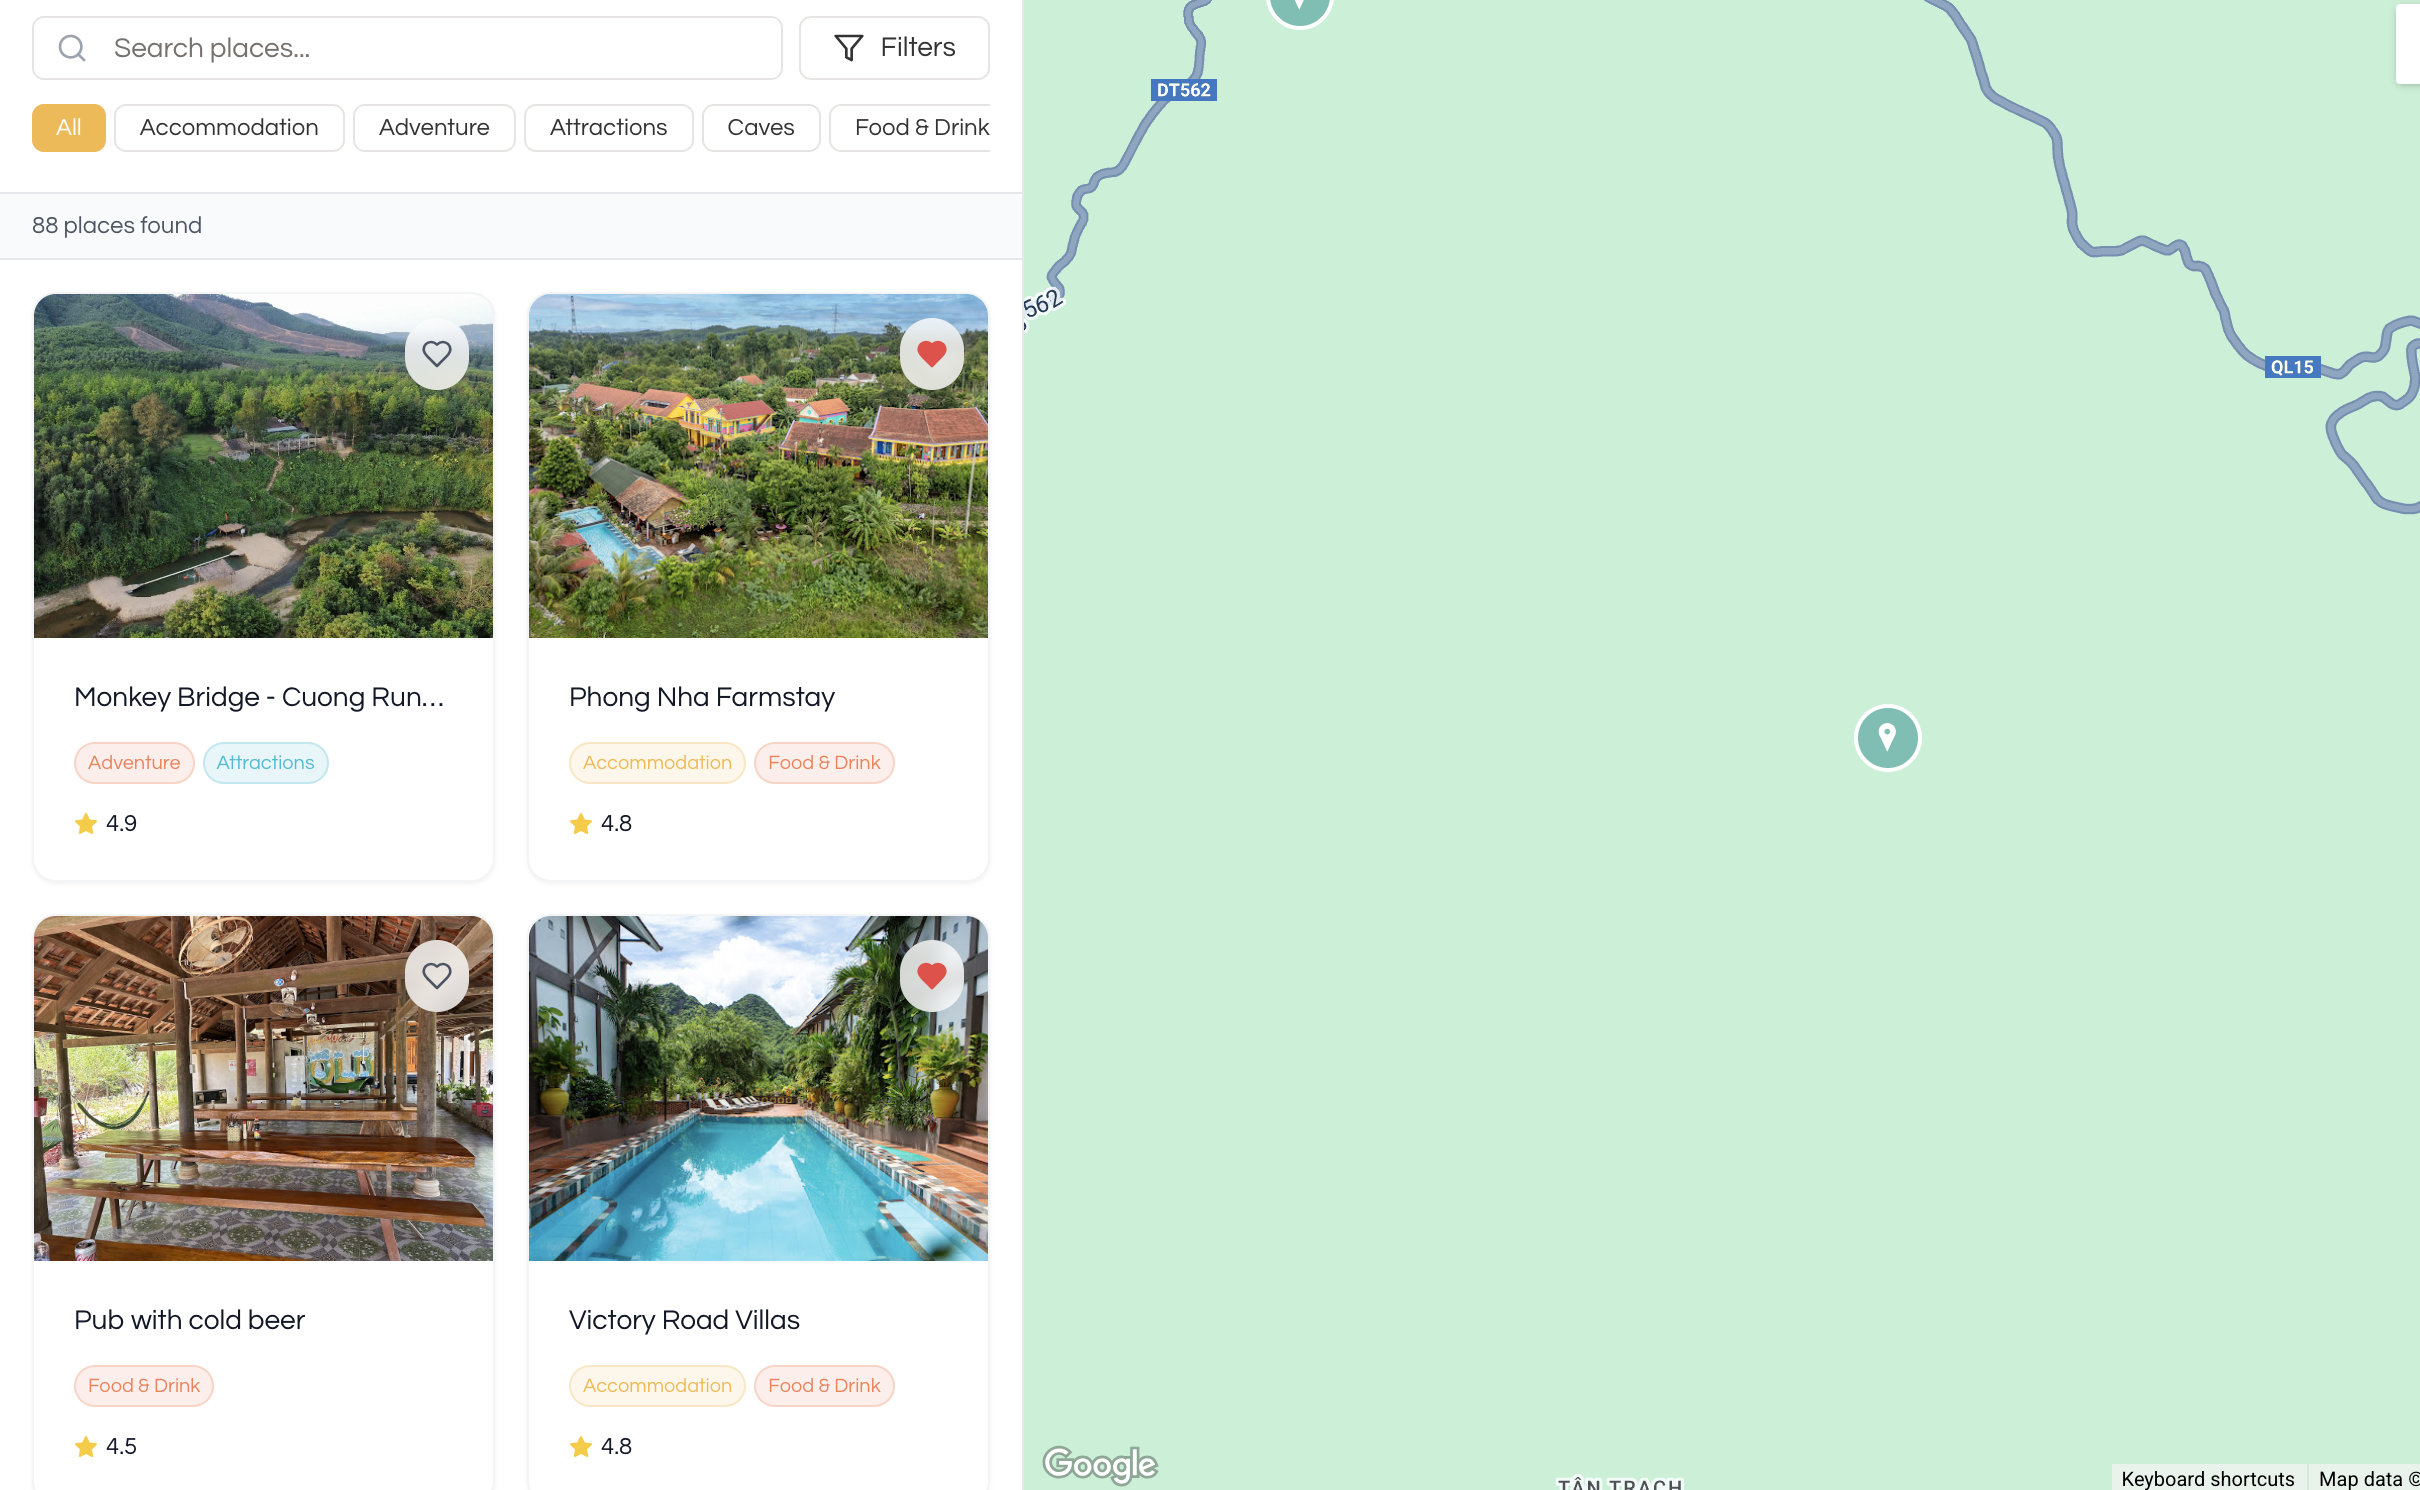 Search places...
Filters
All
Accommodation
Adventure
Attractions
Caves
Food & Drink
88 places found
Monkey Bridge - Cuong Run...
Adventure
Attractions
4.9
Phong Nha Farmstay
Accommodation
Food & Drink
4.8
Pub with cold beer
Food & Drink
4.5
Victory Road Villas
Accommodation
Food & Drink
4.8
DT562
562
QL15
Google
TÂN TRẠCH
Keyboard shortcuts
Map data ©